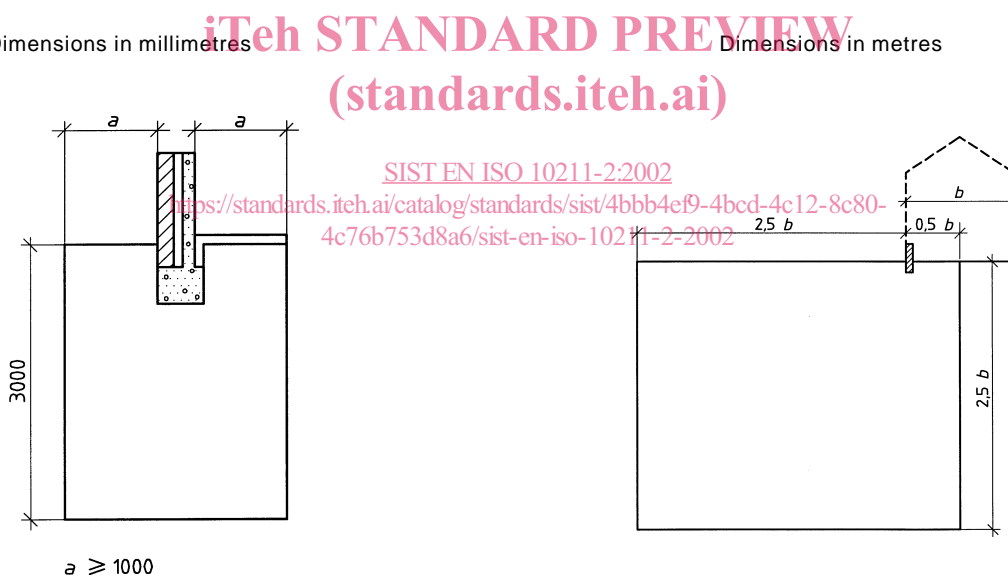 iTeh STANDARD PREVIEW
Dimensions in millimetres
Dimensions in metres
(standards.iteh.ai)
a
a
SIST EN ISO 10211-2:2002
https://standards.iteh.ai/catalog/standards/sist/4bbb4ef9-4bcd-4c12-8c80-
4c76b753d8a6/sist-en-iso-10211-2-2002
b
2,5 b
0,5 b
3000
2,5 b
a ⩾ 1000